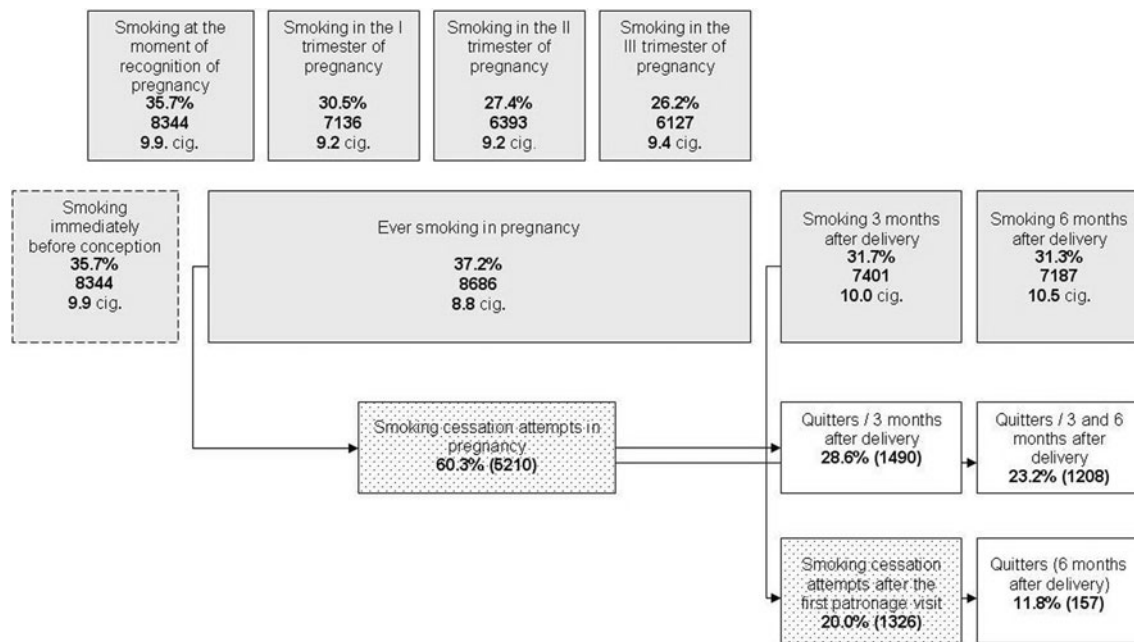 Smoking at the
moment of
recognition of
pregnancy
35.7%
8344
9.9. cig.
Smoking in the I
trimester of
pregnancy
30.5%
7136
9.2 cig.
Smoking in the II
trimester of
pregnancy
27.4%
6393
9.2 cig.
Smoking in the
III trimester of
pregnancy
26.2%
6127
9.4 cig.
Smoking
immediately
before conception
35.7%
8344
9.9 cig.
Ever smoking in pregnancy
37.2%
8686
8.8 cig.
Smoking 3 months
after delivery
31.7%
7401
10.0 cig.
Smoking 6 months
after delivery
31.3%
7187
10.5 cig.
Smoking cessation attempts in
pregnancy
60.3% (5210)
Quitters / 3 months
after delivery
28.6% (1490)
Quitters / 3 and 6
months after
delivery
23.2% (1208)
Smoking cessation
attempts after the
first patronage visit
20.0% (1326)
Quitters (6 months
after delivery)
11.8% (157)